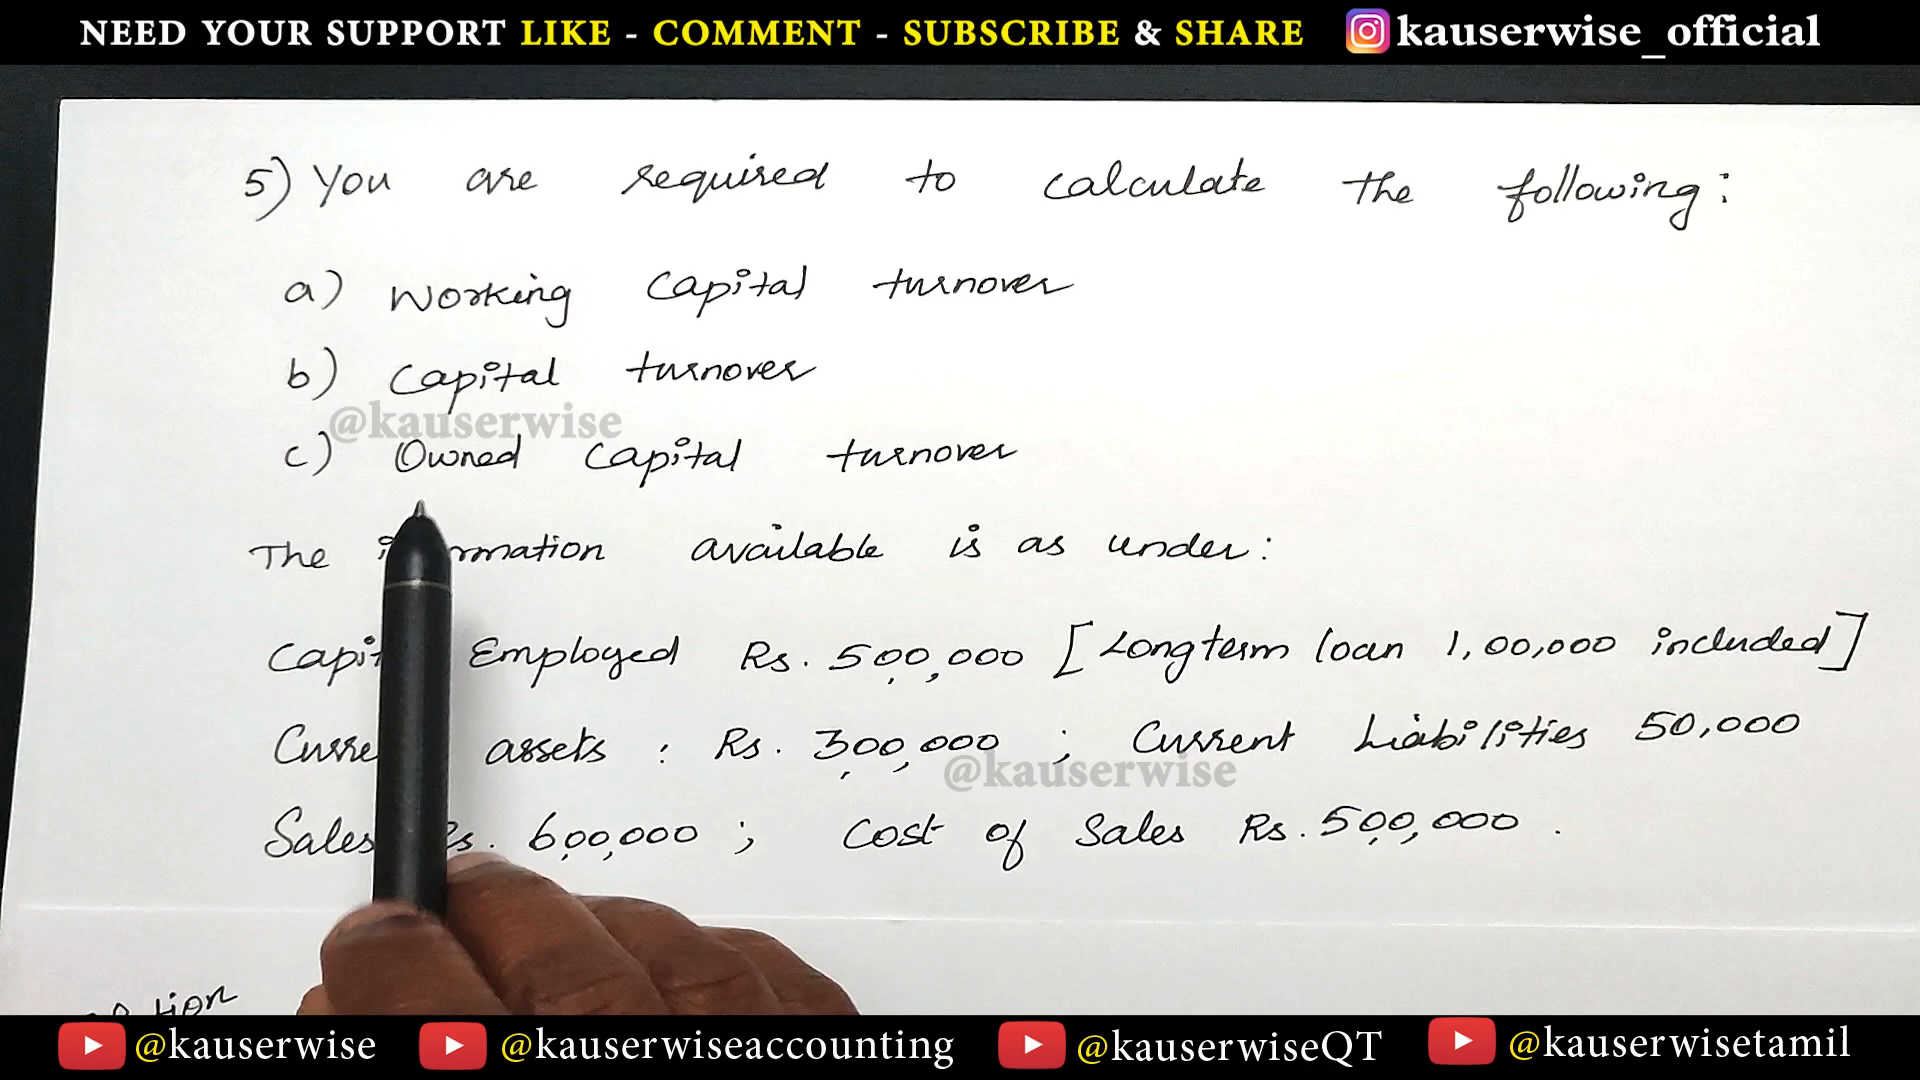 NEED YOUR SUPPORT LIKE - COMMENT - SUBSCRIBE & SHARE kauserwise_official
5) You are required to calculate the following:
a) Working Capital turnover
b) Capital turnover
@kauserwise
c) Owned Capital turnover
The available is as under:
Employed Rs. 500,000 [Longterm loan 1,00,000 included]
assets : Rs. 300,000 ; Current Liabilities 50,000
@kauserwise
Sales Rs. 600,000 ; Cost of Sales Rs. 500,000 .
@kauserwise @kauserwiseaccounting @kauserwiseQT @kauserwisetamil